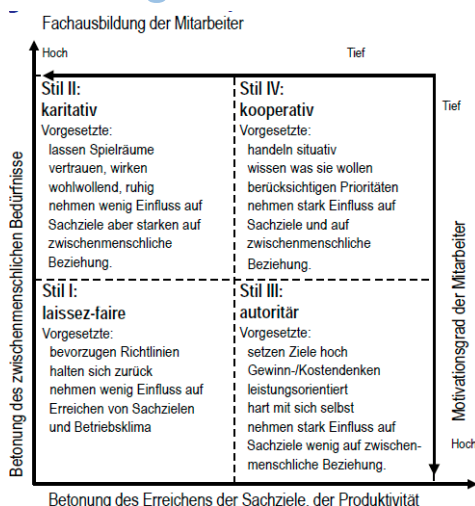 Fachausbildung der Mitarbeiter
Hoch
Tief
Tief
Stil II:
karitativ
Vorgesetzte:
lassen Spielräume
vertrauen, wirken
wohlwollend, ruhig
nehmen wenig Einfluss auf
Sachziele aber starken auf
zwischenmenschliche
Beziehung.
Stil IV:
kooperativ
Vorgesetzte:
handeln situativ
wissen was sie wollen
berücksichtigen Prioritäten
nehmen stark Einfluss auf
Sachziele und auf
zwischenmenschliche
Beziehung.
Stil I:
laissez-faire
Vorgesetzte:
bevorzugen Richtlinien
halten sich zurück
nehmen wenig Einfluss auf
Erreichen von Sachzielen
und Betriebsklima
Stil III:
autoritär
Vorgesetzte:
setzen Ziele hoch
Gewinn-/Kostendenken
leistungsorientiert
hart mit sich selbst
nehmen stark Einfluss auf
Sachziele wenig auf zwischen-
menschliche Beziehung.
Betonung des zwischenmenschlichen Bedürfnisse
Motivationsgrad der Mitarbeiter
Hoch
Betonung des Erreichens der Sachziele, der Produktivität